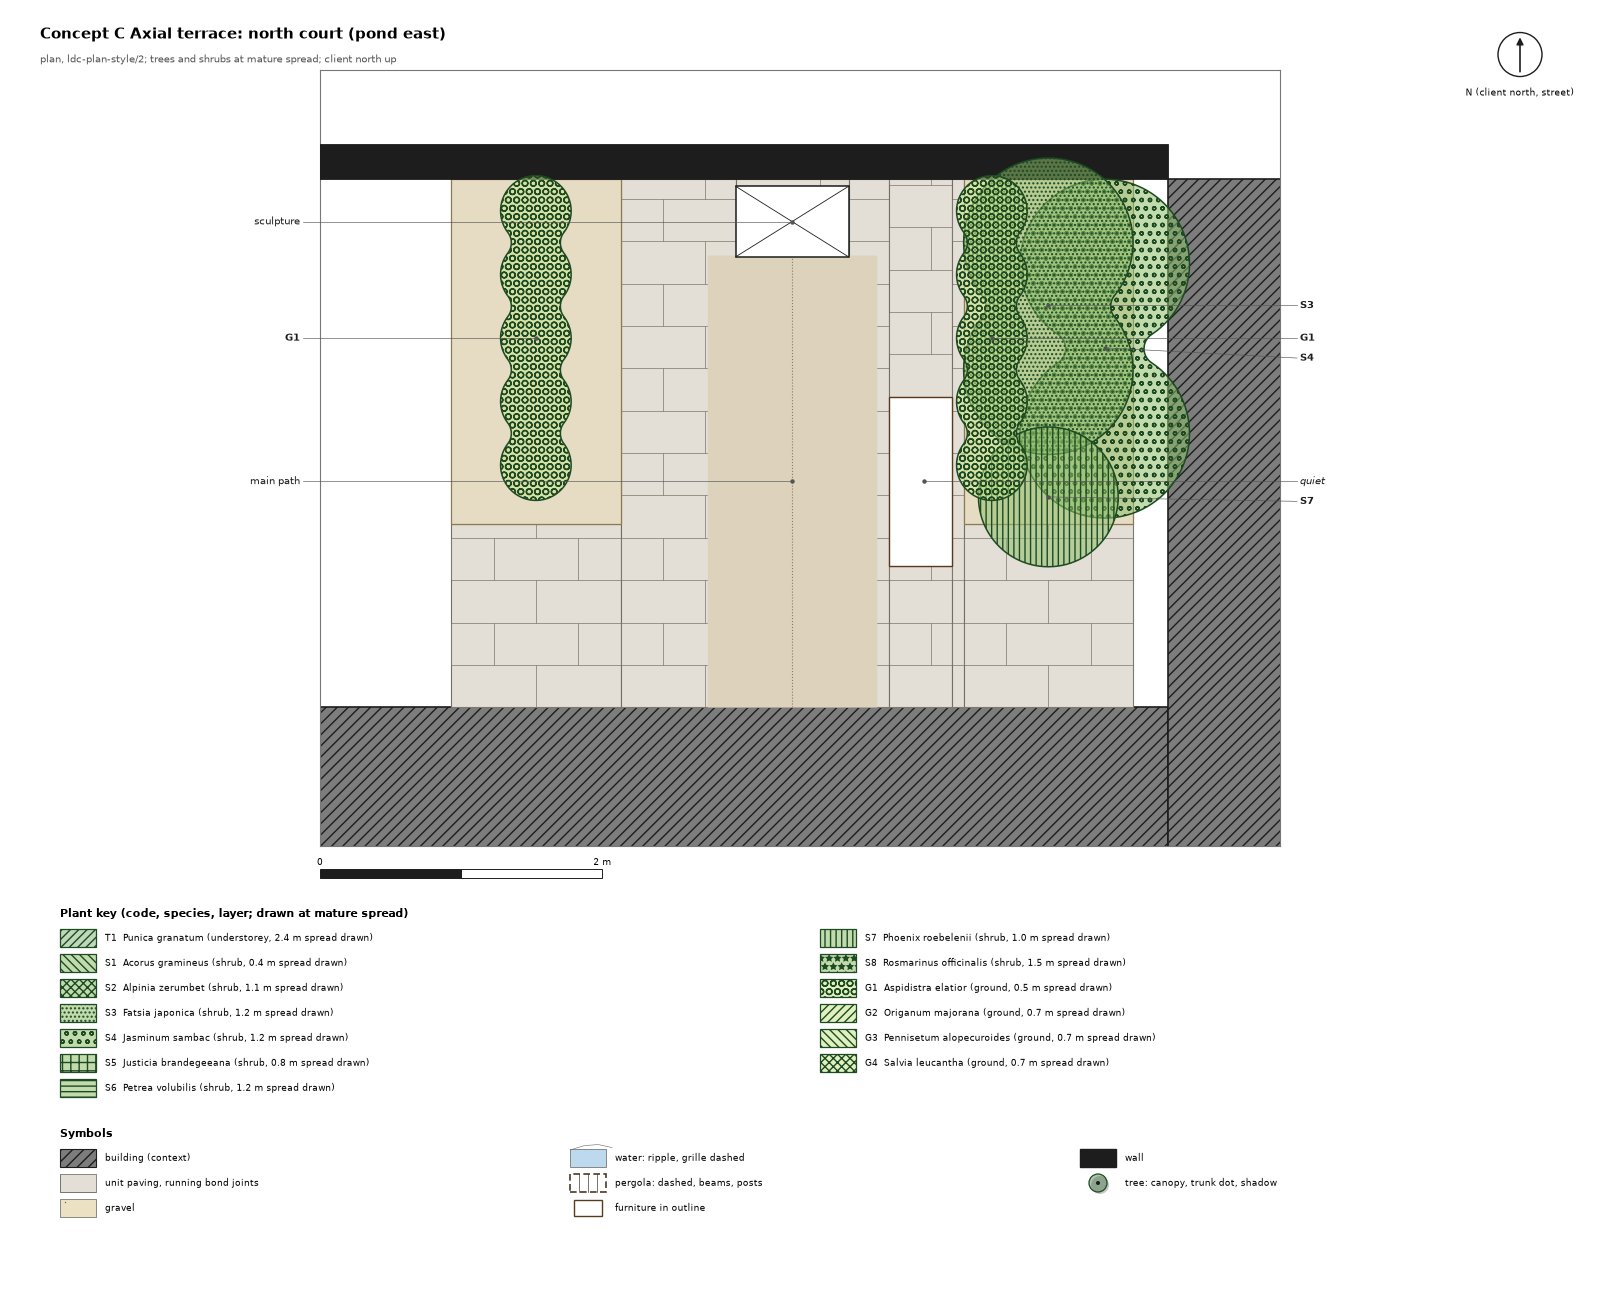 Concept C Axial terrace: north court (pond east)
plan, ldc-plan-style/2; trees and shrubs at mature spread; client north up
N (client north, street)
sculpture
S3
G1
G1
S4
main path
quiet
S7
0
2 m
Plant key (code, species, layer; drawn at mature spread)
T1 Punica granatum (understorey, 2.4 m spread drawn)
S1 Acorus gramineus (shrub, 0.4 m spread drawn)
S2 Alpinia zerumbet (shrub, 1.1 m spread drawn)
S3 Fatsia japonica (shrub, 1.2 m spread drawn)
S4 Jasminum sambac (shrub, 1.2 m spread drawn)
S5 Justicia brandegeeana (shrub, 0.8 m spread drawn)
S6 Petrea volubilis (shrub, 1.2 m spread drawn)
S7 Phoenix roebelenii (shrub, 1.0 m spread drawn)
S8 Rosmarinus officinalis (shrub, 1.5 m spread drawn)
G1 Aspidistra elatior (ground, 0.5 m spread drawn)
G2 Origanum majorana (ground, 0.7 m spread drawn)
G3 Pennisetum alopecuroides (ground, 0.7 m spread drawn)
G4 Salvia leucantha (ground, 0.7 m spread drawn)
Symbols
building (context)
unit paving, running bond joints
gravel
water: ripple, grille dashed
pergola: dashed, beams, posts
furniture in outline
wall
tree: canopy, trunk dot, shadow